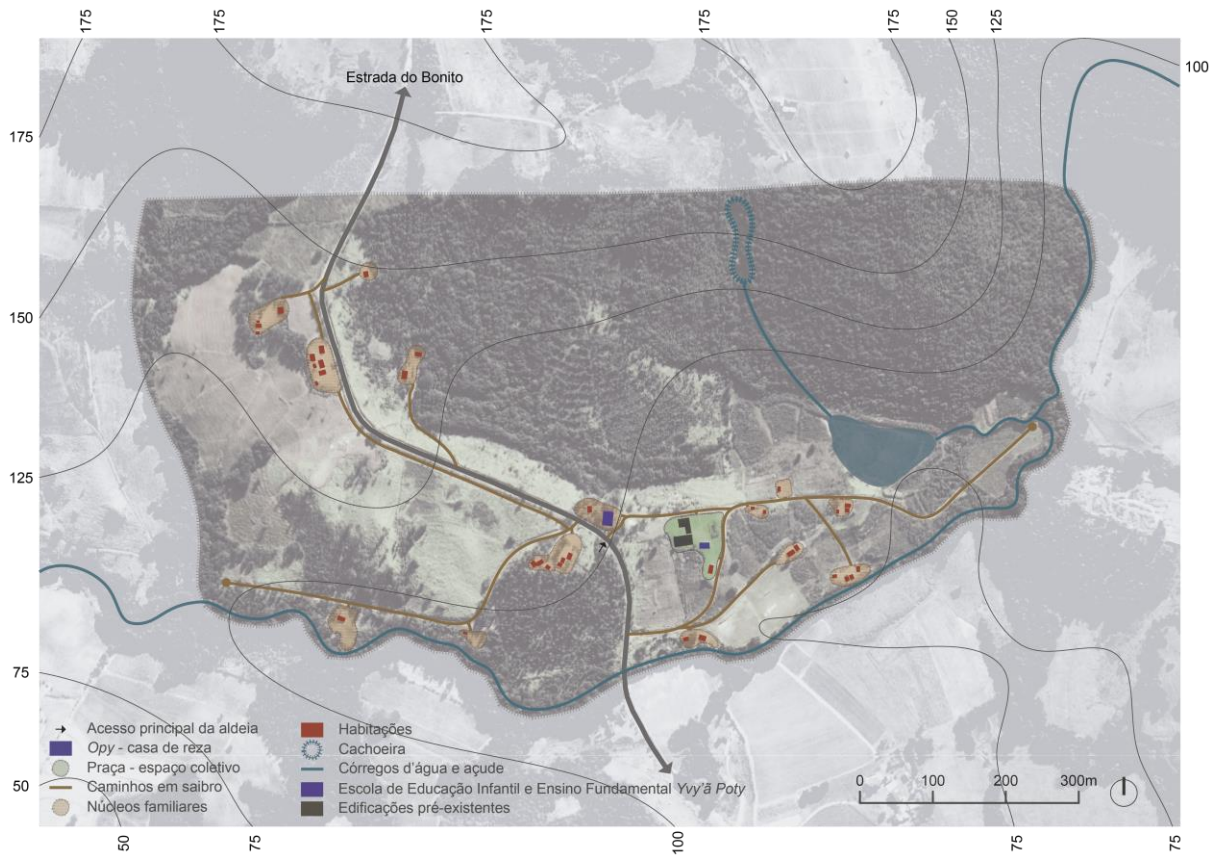 175
175
175
175
175
150
125
Estrada do Bonito
100
175
150
125
75
50
Acesso principal da aldeia
Opy - casa de reza
Praça - espaço coletivo
Caminhos em saibro
Núcleos familiares
Habitações
Cachoeira
Córregos d'água e açude
Escola de Educação Infantil e Ensino Fundamental Yvy'ã Poty
Edificações pré-existentes
0 100 200 300m
50
75
100
75
75